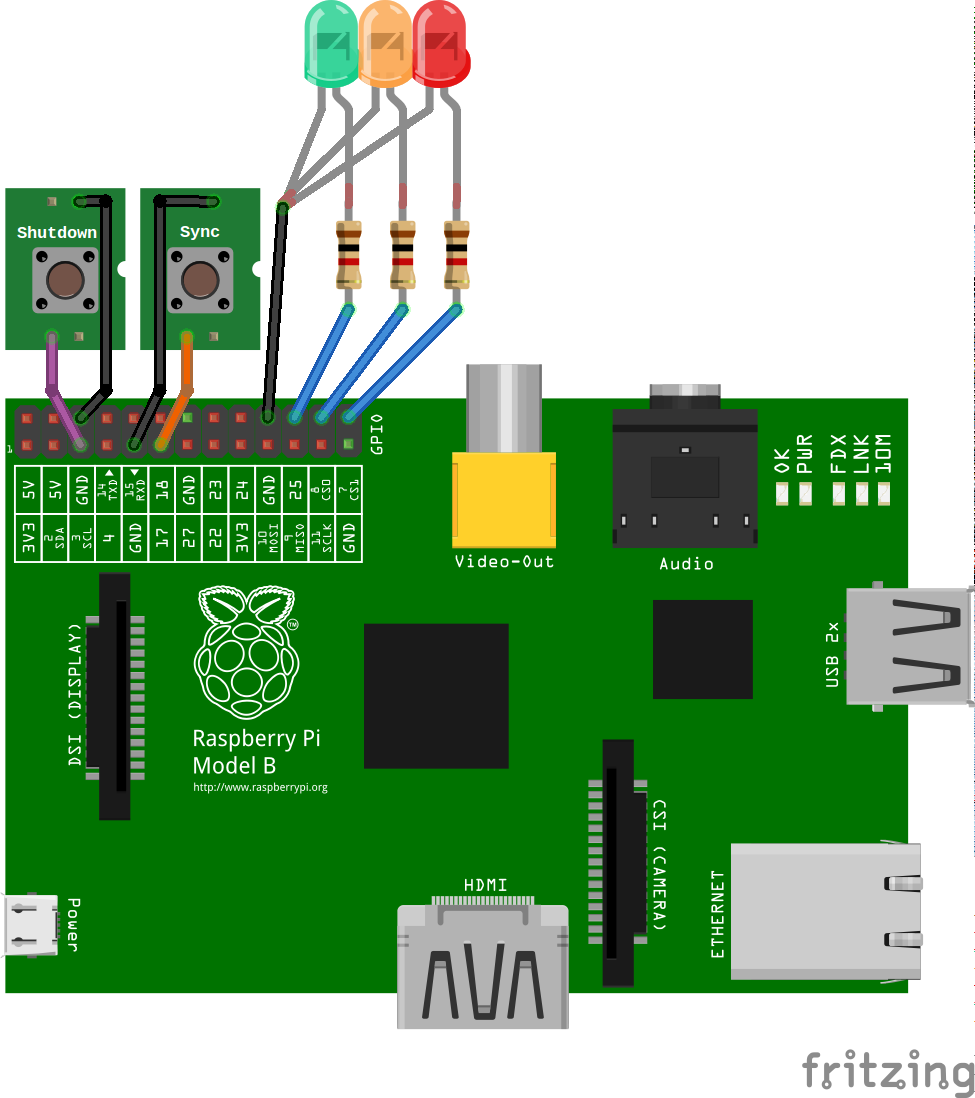 Shutdown
Sync
GPIO
1
5V 5V GND 14 TXD 15 RXD 18 GND 23 24 GND 25 8 CS0 7 CS1
3V3 2 SDA 3 SCL 4 GND 17 27 22 3V3 10 MOSI 9 MISO 11 SCLK GND
OK PWR FDX LNK 10M
Video-Out
Audio
USB 2x
DSI (DISPLAY)
TM
Raspberry Pi
Model B
http://www.raspberrypi.org
CSI (CAMERA)
HDMI
ETHERNET
Power
fritzing